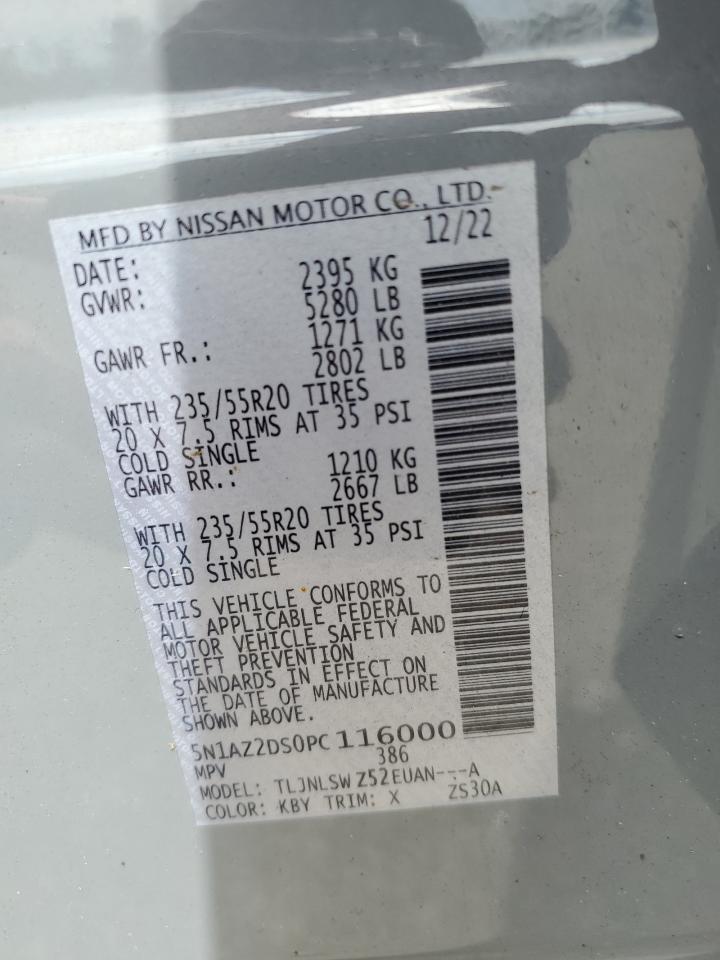 MFD BY NISSAN MOTOR CO., LTD.
DATE: 12/22
GVWR: 2395 KG
5280 LB
GAWR FR.: 1271 KG
2802 LB
WITH 235/55R20 TIRES
20 X 7.5 RIMS AT 35 PSI
COLD SINGLE
GAWR RR.: 1210 KG
2667 LB
WITH 235/55R20 TIRES
20 X 7.5 RIMS AT 35 PSI
COLD SINGLE
THIS VEHICLE CONFORMS TO
ALL APPLICABLE FEDERAL
MOTOR VEHICLE SAFETY AND
THEFT PREVENTION
STANDARDS IN EFFECT ON
THE DATE OF MANUFACTURE
SHOWN ABOVE.
5N1AZ2DS0PC116000
MPV 386
MODEL: TLJNLSW Z52EUAN---A
COLOR: KBY TRIM: X ZS30A